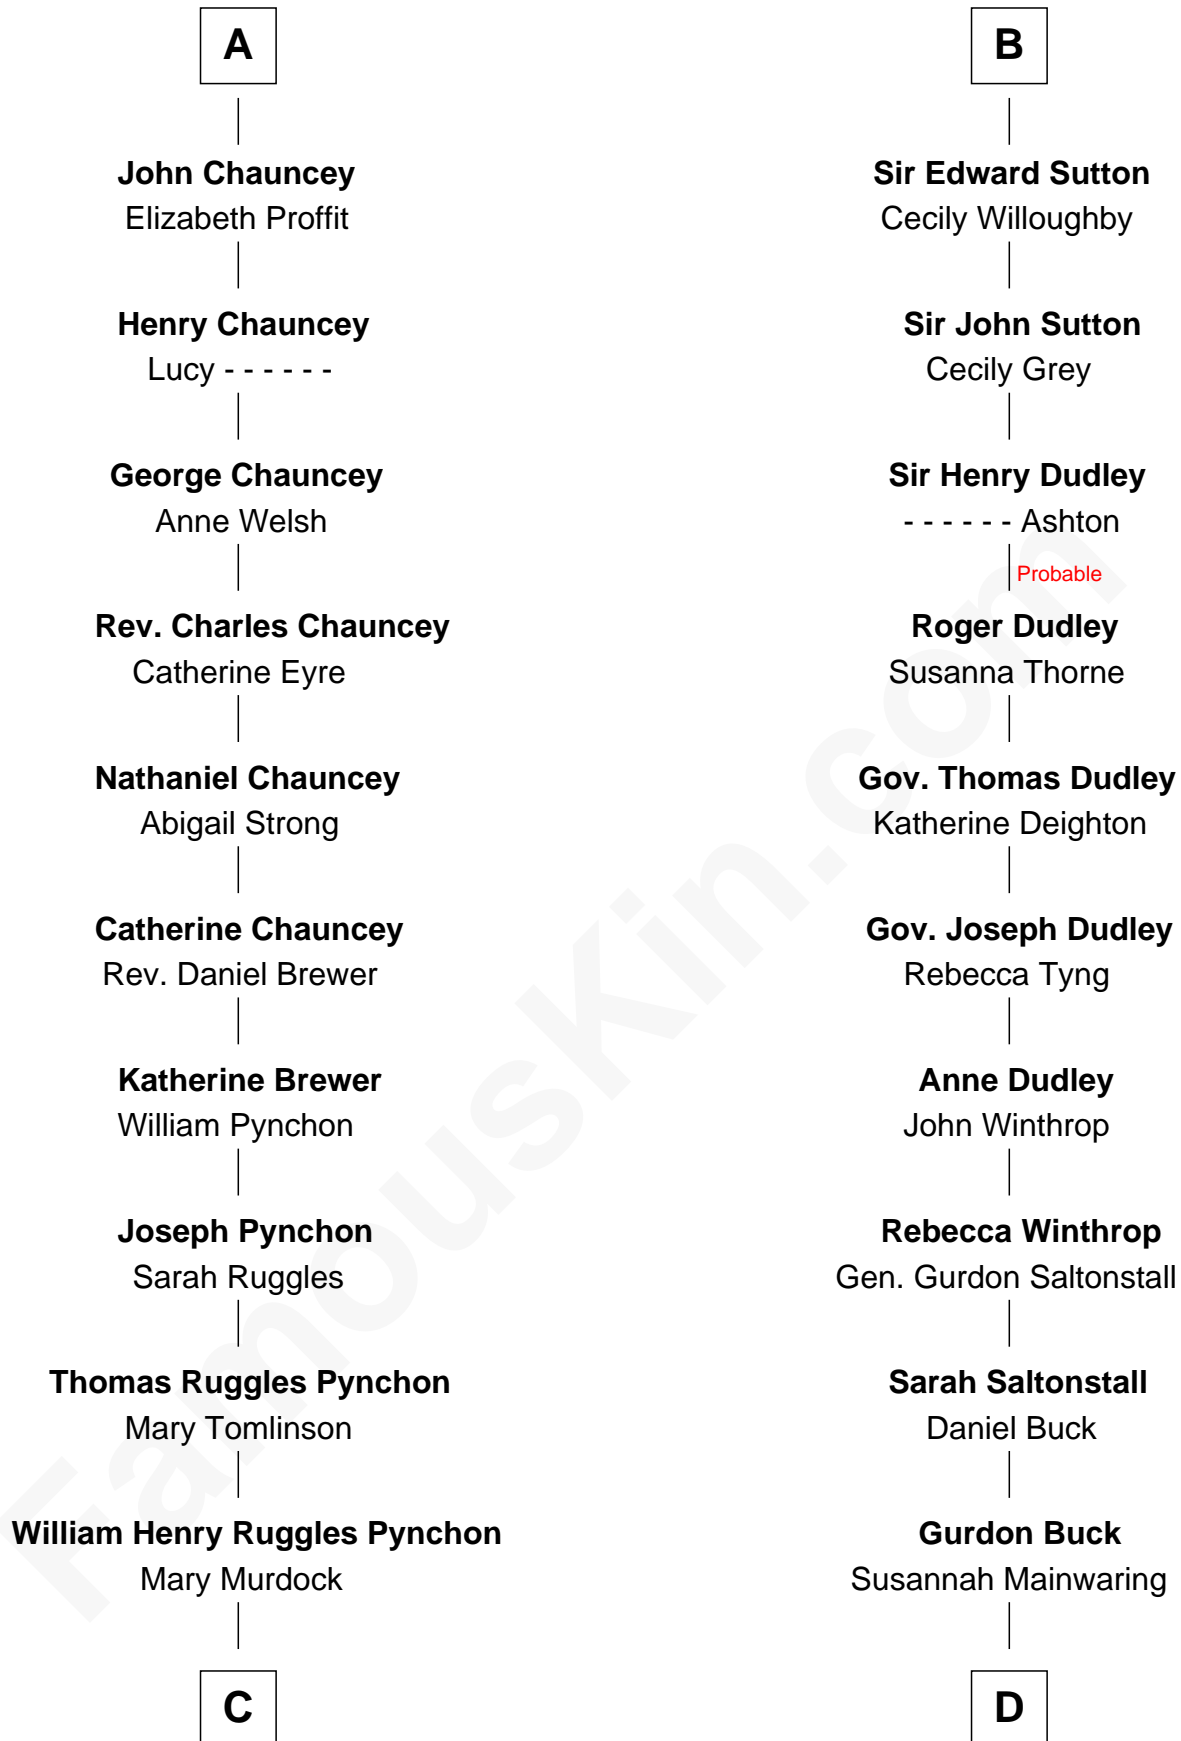 A
John Chauncey
Elizabeth Proffit
Henry Chauncey
Lucy - - - - - -
George Chauncey
Anne Welsh
Rev. Charles Chauncey
Catherine Eyre
Nathaniel Chauncey
Abigail Strong
Catherine Chauncey
Rev. Daniel Brewer
Katherine Brewer
William Pynchon
Joseph Pynchon
Sarah Ruggles
Thomas Ruggles Pynchon
Mary Tomlinson
William Henry Ruggles Pynchon
Mary Murdock
C
B
Sir Edward Sutton
Cecily Willoughby
Sir John Sutton
Cecily Grey
Sir Henry Dudley
- - - - - - Ashton
Probable
Roger Dudley
Susanna Thorne
Gov. Thomas Dudley
Katherine Deighton
Gov. Joseph Dudley
Rebecca Tyng
Anne Dudley
John Winthrop
Rebecca Winthrop
Gen. Gurdon Saltonstall
Sarah Saltonstall
Daniel Buck
Gurdon Buck
Susannah Mainwaring
D
FamousKin.com